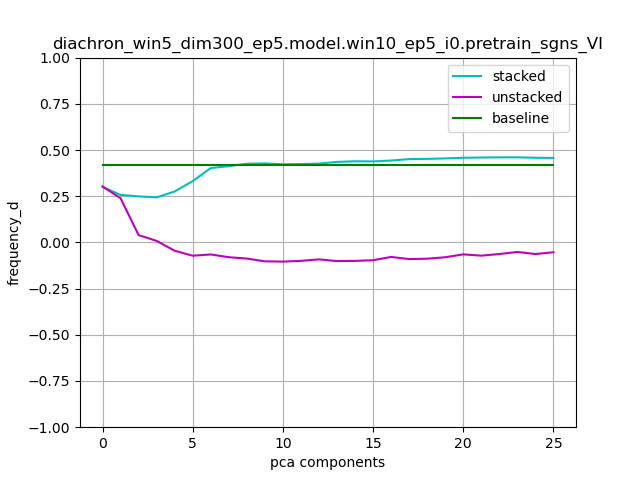 diachron_win5_dim300_ep5.model.win10_ep5_i0.pretrain_sgns_VI
1.00
0.75
0.50
0.25
0.00
−0.25
−0.50
−0.75
−1.00
frequency_d
stacked
unstacked
baseline
0 5 10 15 20 25
pca components